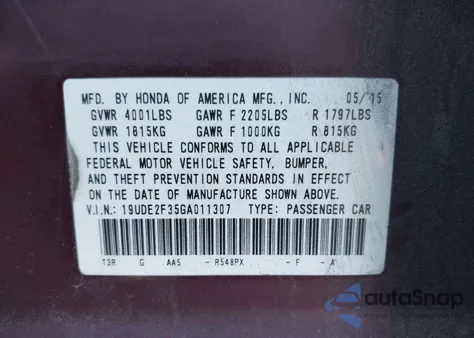 MFD. BY HONDA OF AMERICA MFG., INC. 05/15
GVWR 4001LBS GAWR F 2205LBS R 1797LBS
GVWR 1815KG GAWR F 1000KG R 815KG
THIS VEHICLE CONFORMS TO ALL APPLICABLE
FEDERAL MOTOR VEHICLE SAFETY, BUMPER,
AND THEFT PREVENTION STANDARDS IN EFFECT
ON THE DATE OF MANUFACTURE SHOWN ABOVE.
V.I.N.: 19UDE2F35GA011307 TYPE: PASSENGER CAR
T3R G AA5 - R548PX - F - A
autoSnap